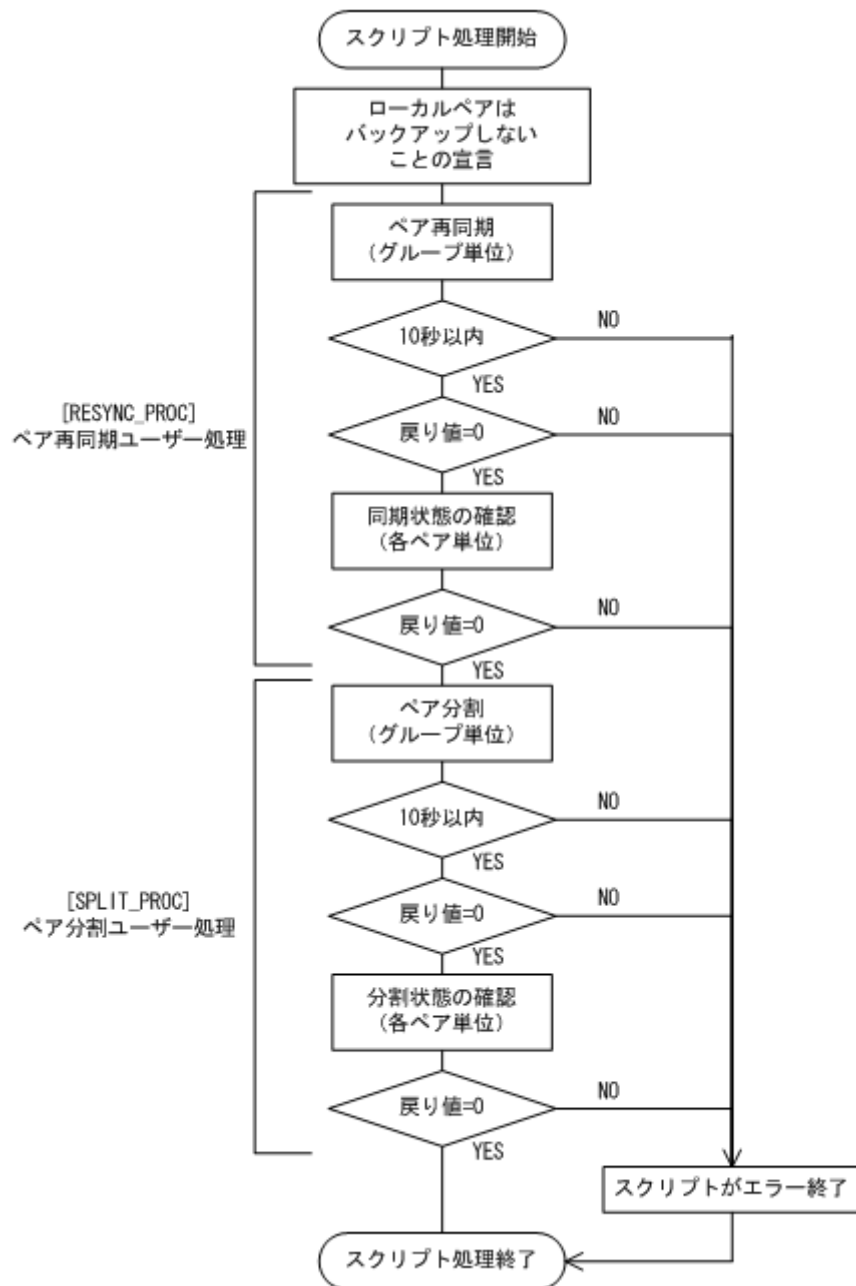 スクリプト処理開始
ローカルペアは
バックアップしない
ことの宣言
ペア再同期
(グループ単位)
10秒以内
NO
YES
[RESYNC_PROC]
ペア再同期ユーザー処理
戻り値=0
NO
YES
同期状態の確認
(各ペア単位)
戻り値=0
NO
YES
ペア分割
(グループ単位)
10秒以内
NO
YES
[SPLIT_PROC]
ペア分割ユーザー処理
戻り値=0
NO
YES
分割状態の確認
(各ペア単位)
戻り値=0
NO
YES
スクリプトがエラー終了
スクリプト処理終了